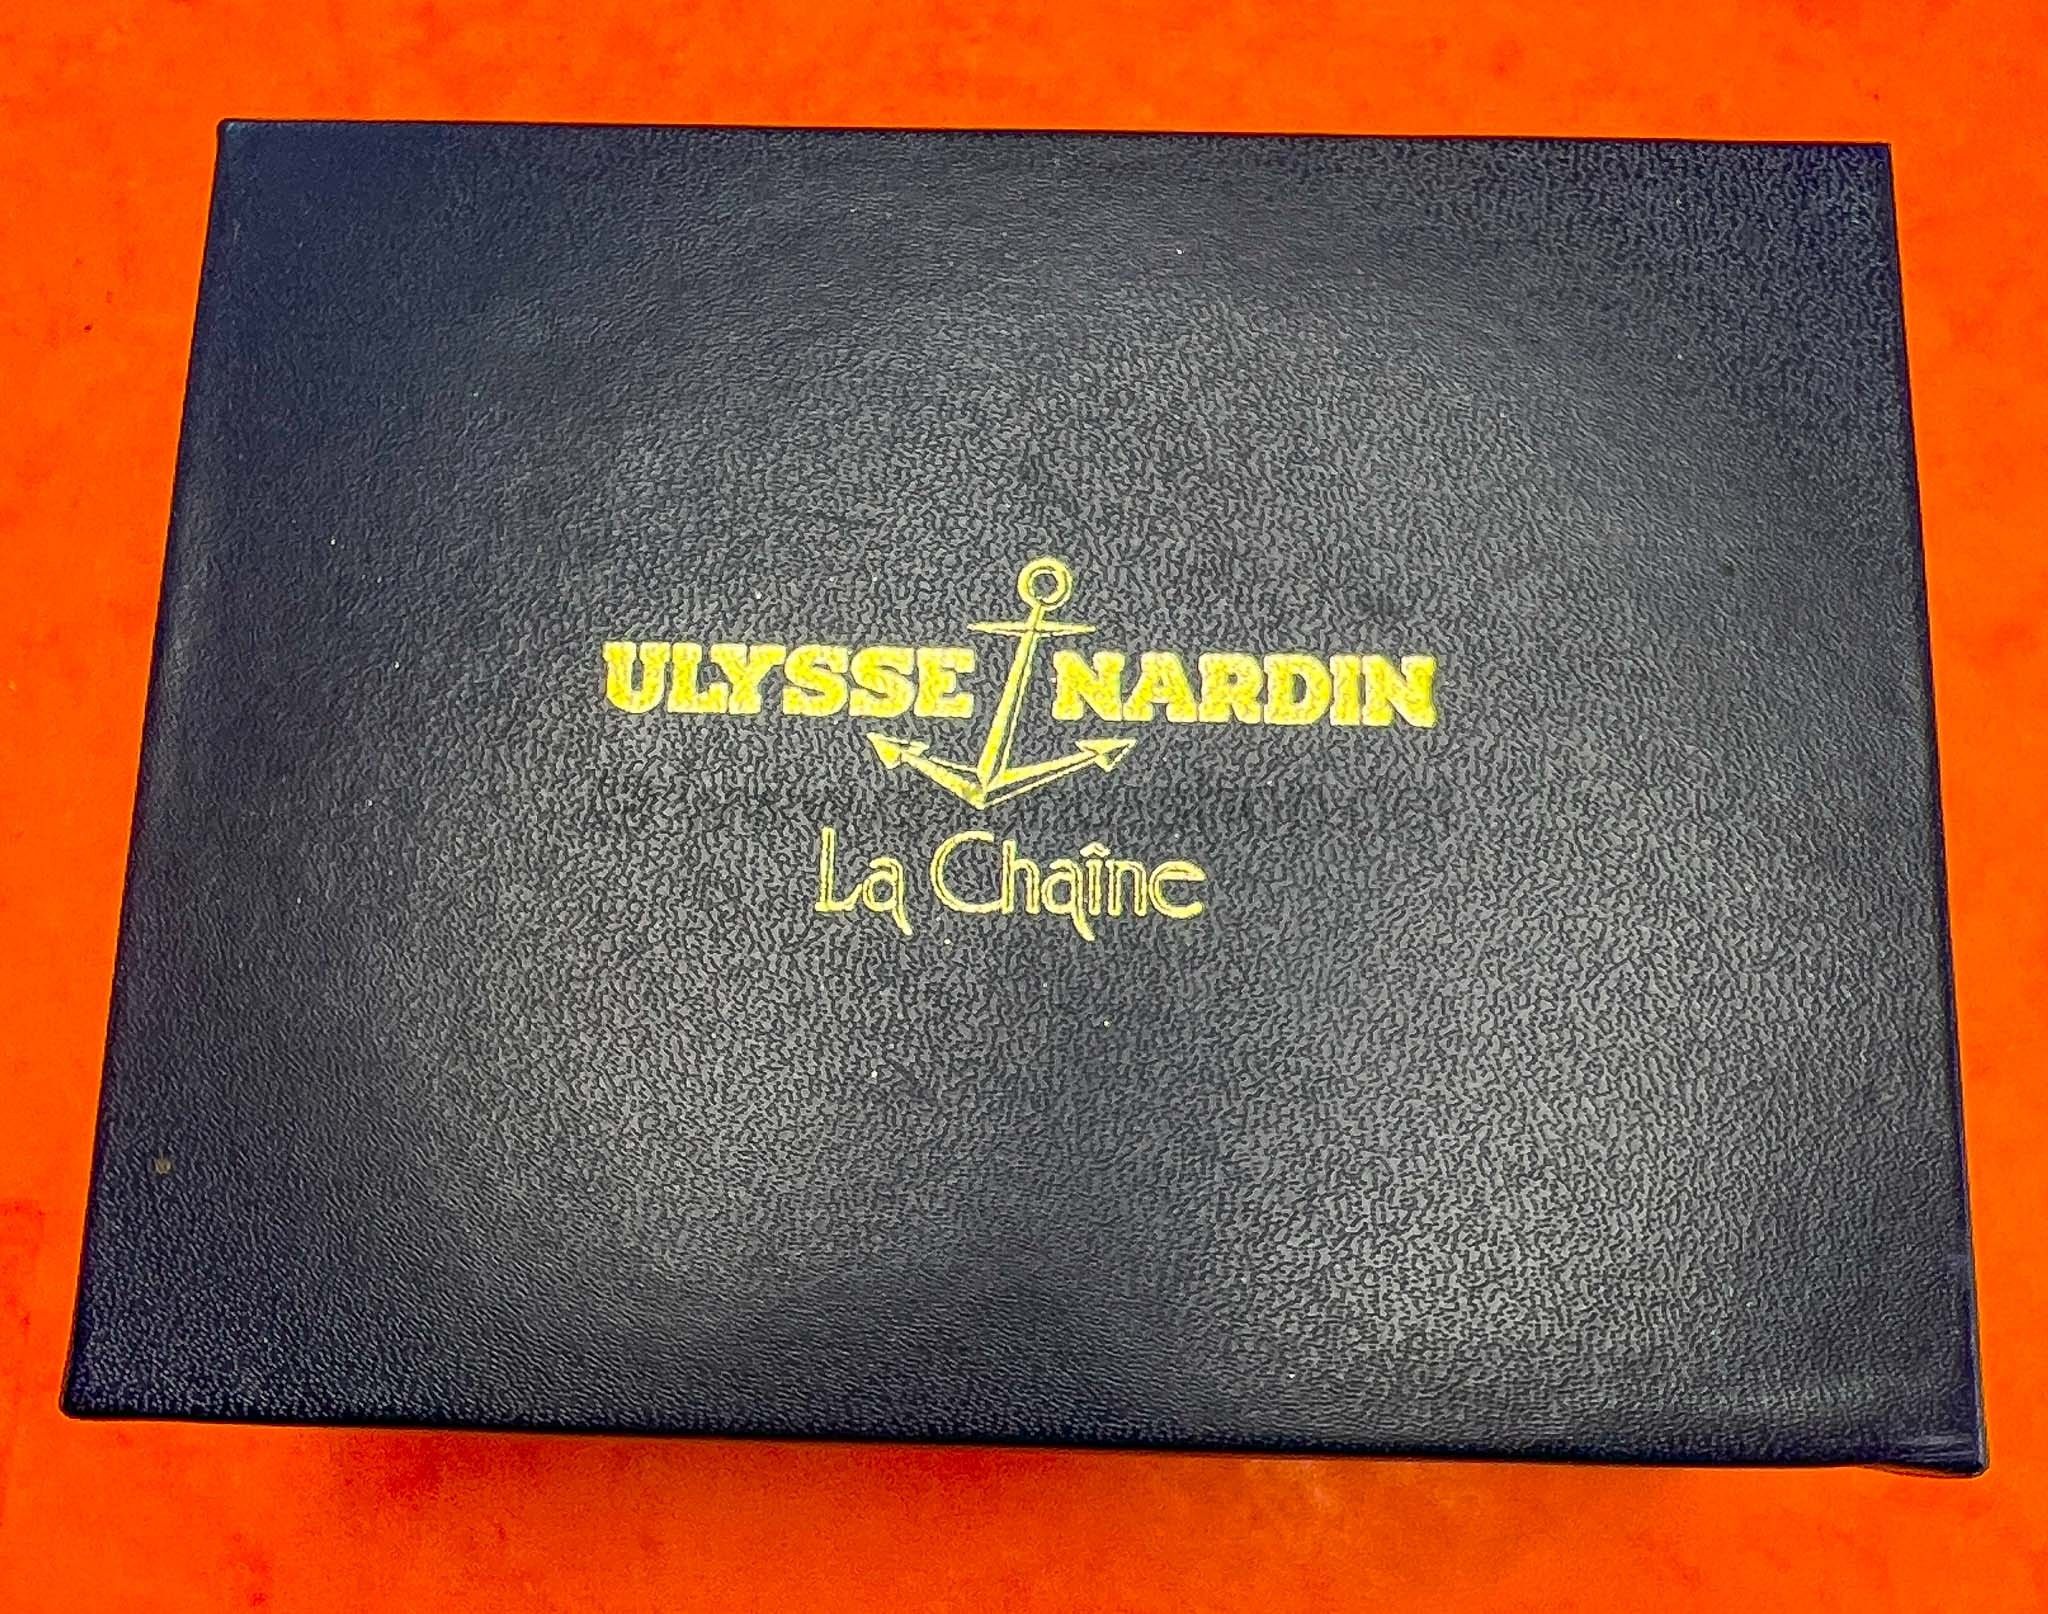 ULYSSE NARDIN
La Chaîne